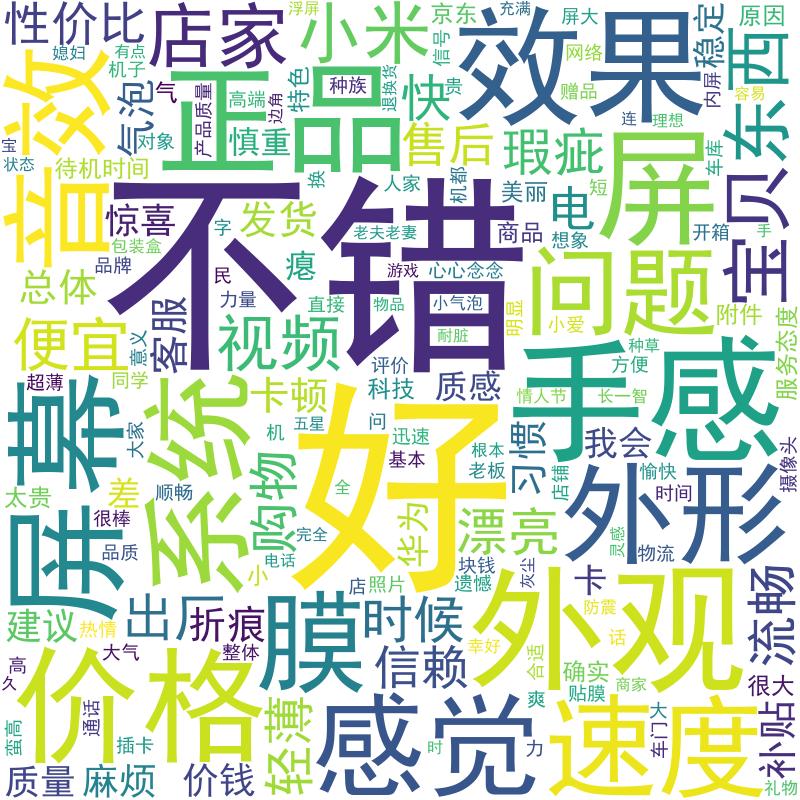 性价比
店家
小米
京东
充满
浮屏
信号
效果
屏大
网络
赠品
稳定
内屏
原因
东西
容易
媳妇
有点
机子
气泡
正品
种族
气
产品质量
高端
边角
特色
退换货
快
贵
连
理想
音效
宝
状态
对象
慎重
售后
瑕疵
屏
车库
待机时间
换
人家
机都
美丽
短
宝贝
惊喜
字
发货
不错
老夫老妻
商品
电
想象
开箱
手
包装盒
品牌
民
瘪
游戏
心心念念
问题
总体
力量
直接
物品
小气泡
明显
小爱
附件
便宜
意义
客服
视频
耐脏
手感
种草
方便
服务态度
超薄
同学
卡顿
评价
科技
质感
情人节
长一智
屏幕
大家
系统
机
五星
问
迅速
好
基本
根本
老板
习惯
我会
店铺
愉快
时间
摄像头
太贵
差
顺畅
很棒
购物
全
外形
品质
完全
华为
漂亮
灵感
物流
电话
小
店
照片
块钱
遗憾
灰尘
卡
流畅
建议
热情
出厂
折痕
膜
时候
外观
防震
话
大气
整体
信赖
幸好
合适
确实
贴膜
商家
爽
很大
高
久
价格
轻薄
感觉
速度
补贴
蛮高
通话
插卡
时
力
大
车门
质量
麻烦
价钱
礼物